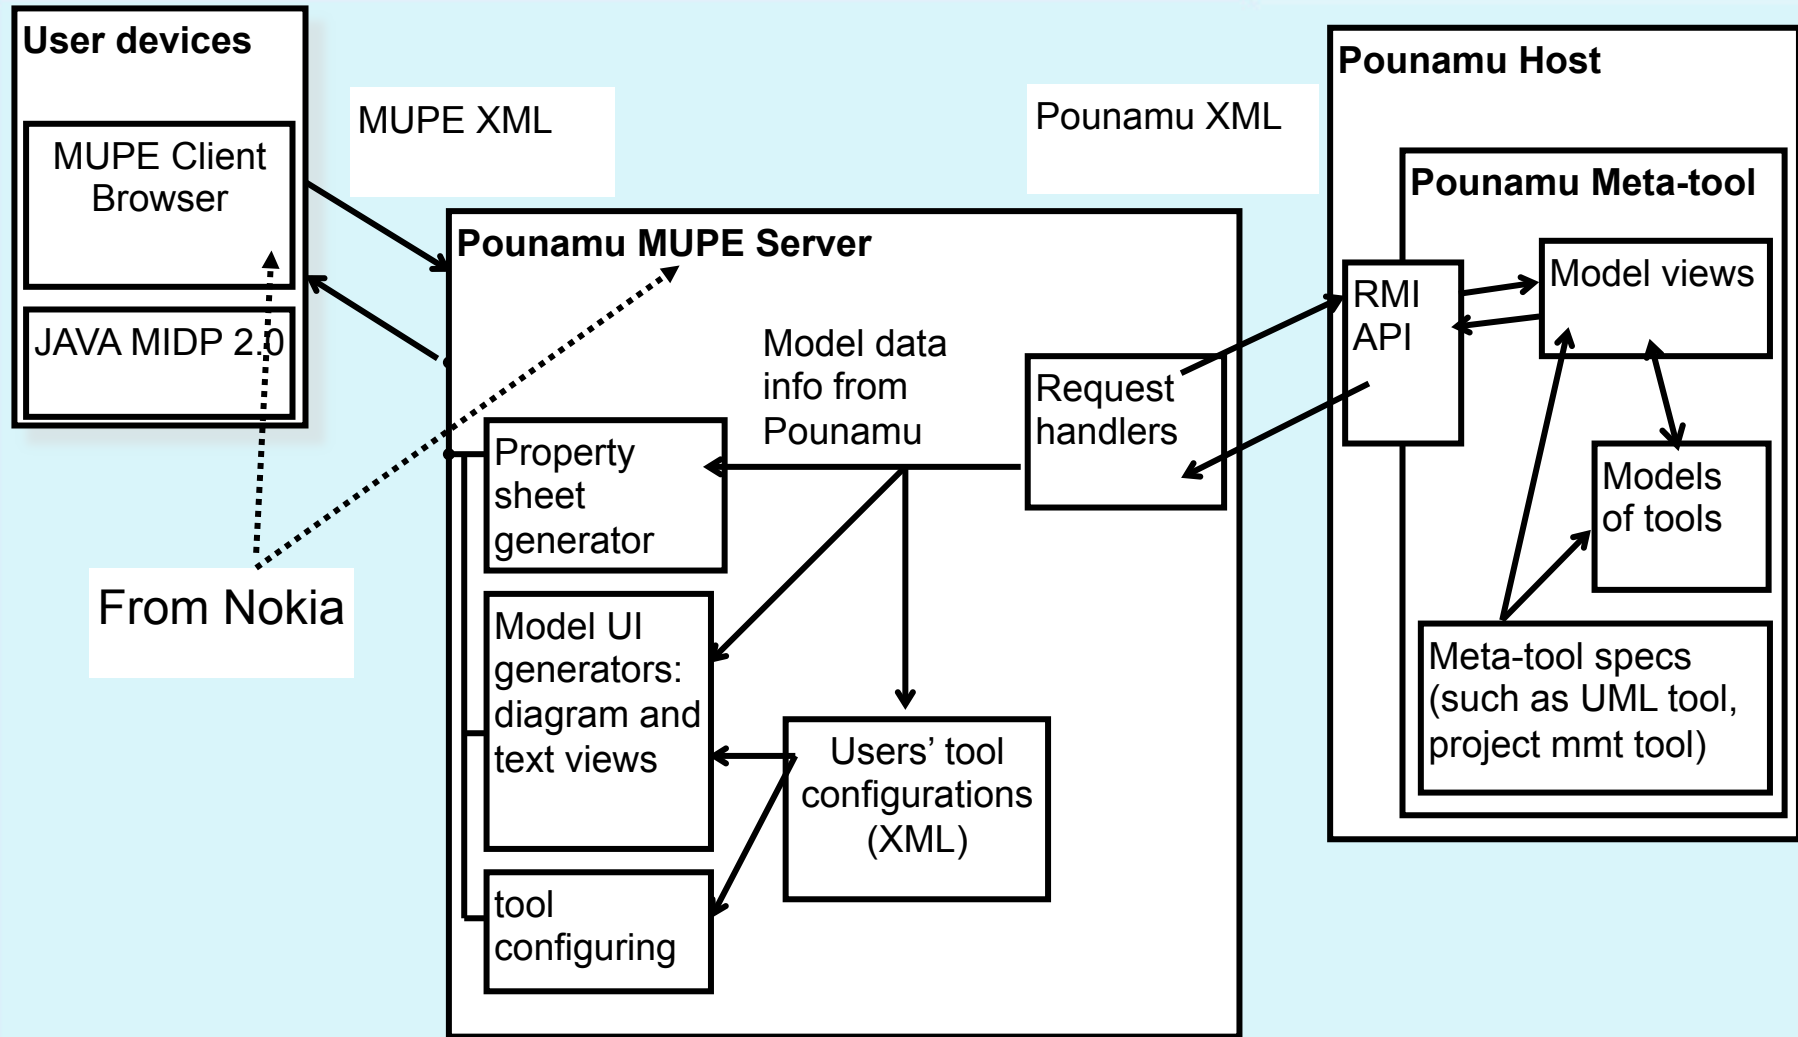 User devices
MUPE Client
Browser
JAVA MIDP 2.0
MUPE XML
Pounamu XML
From Nokia
Pounamu MUPE Server
Model data
info from
Pounamu
Request
handlers
Property
sheet
generator
Model UI
generators:
diagram and
text views
tool
configuring
Users’ tool
configurations
(XML)
Pounamu Host
Pounamu Meta-tool
RMI
API
Model views
Models
of tools
Meta-tool specs
(such as UML tool,
project mmt tool)